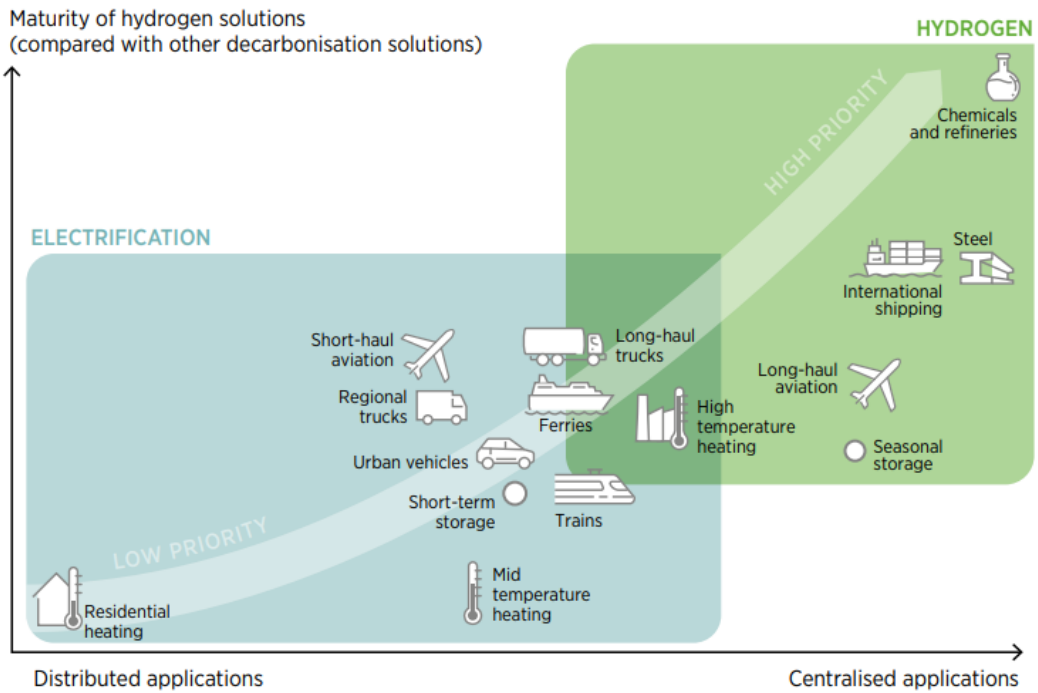 Maturity of hydrogen solutions
(compared with other decarbonisation solutions)
HYDROGEN
HIGH PRIORITY
Chemicals
and refineries
ELECTRIFICATION
Steel
International
shipping
Short-haul
aviation
Long-haul
trucks
Long-haul
aviation
Regional
trucks
Ferries
High
temperature
heating
Urban vehicles
Seasonal
storage
Short-term
storage
Trains
LOW PRIORITY
Mid
temperature
heating
Residential
heating
Distributed applications
Centralised applications